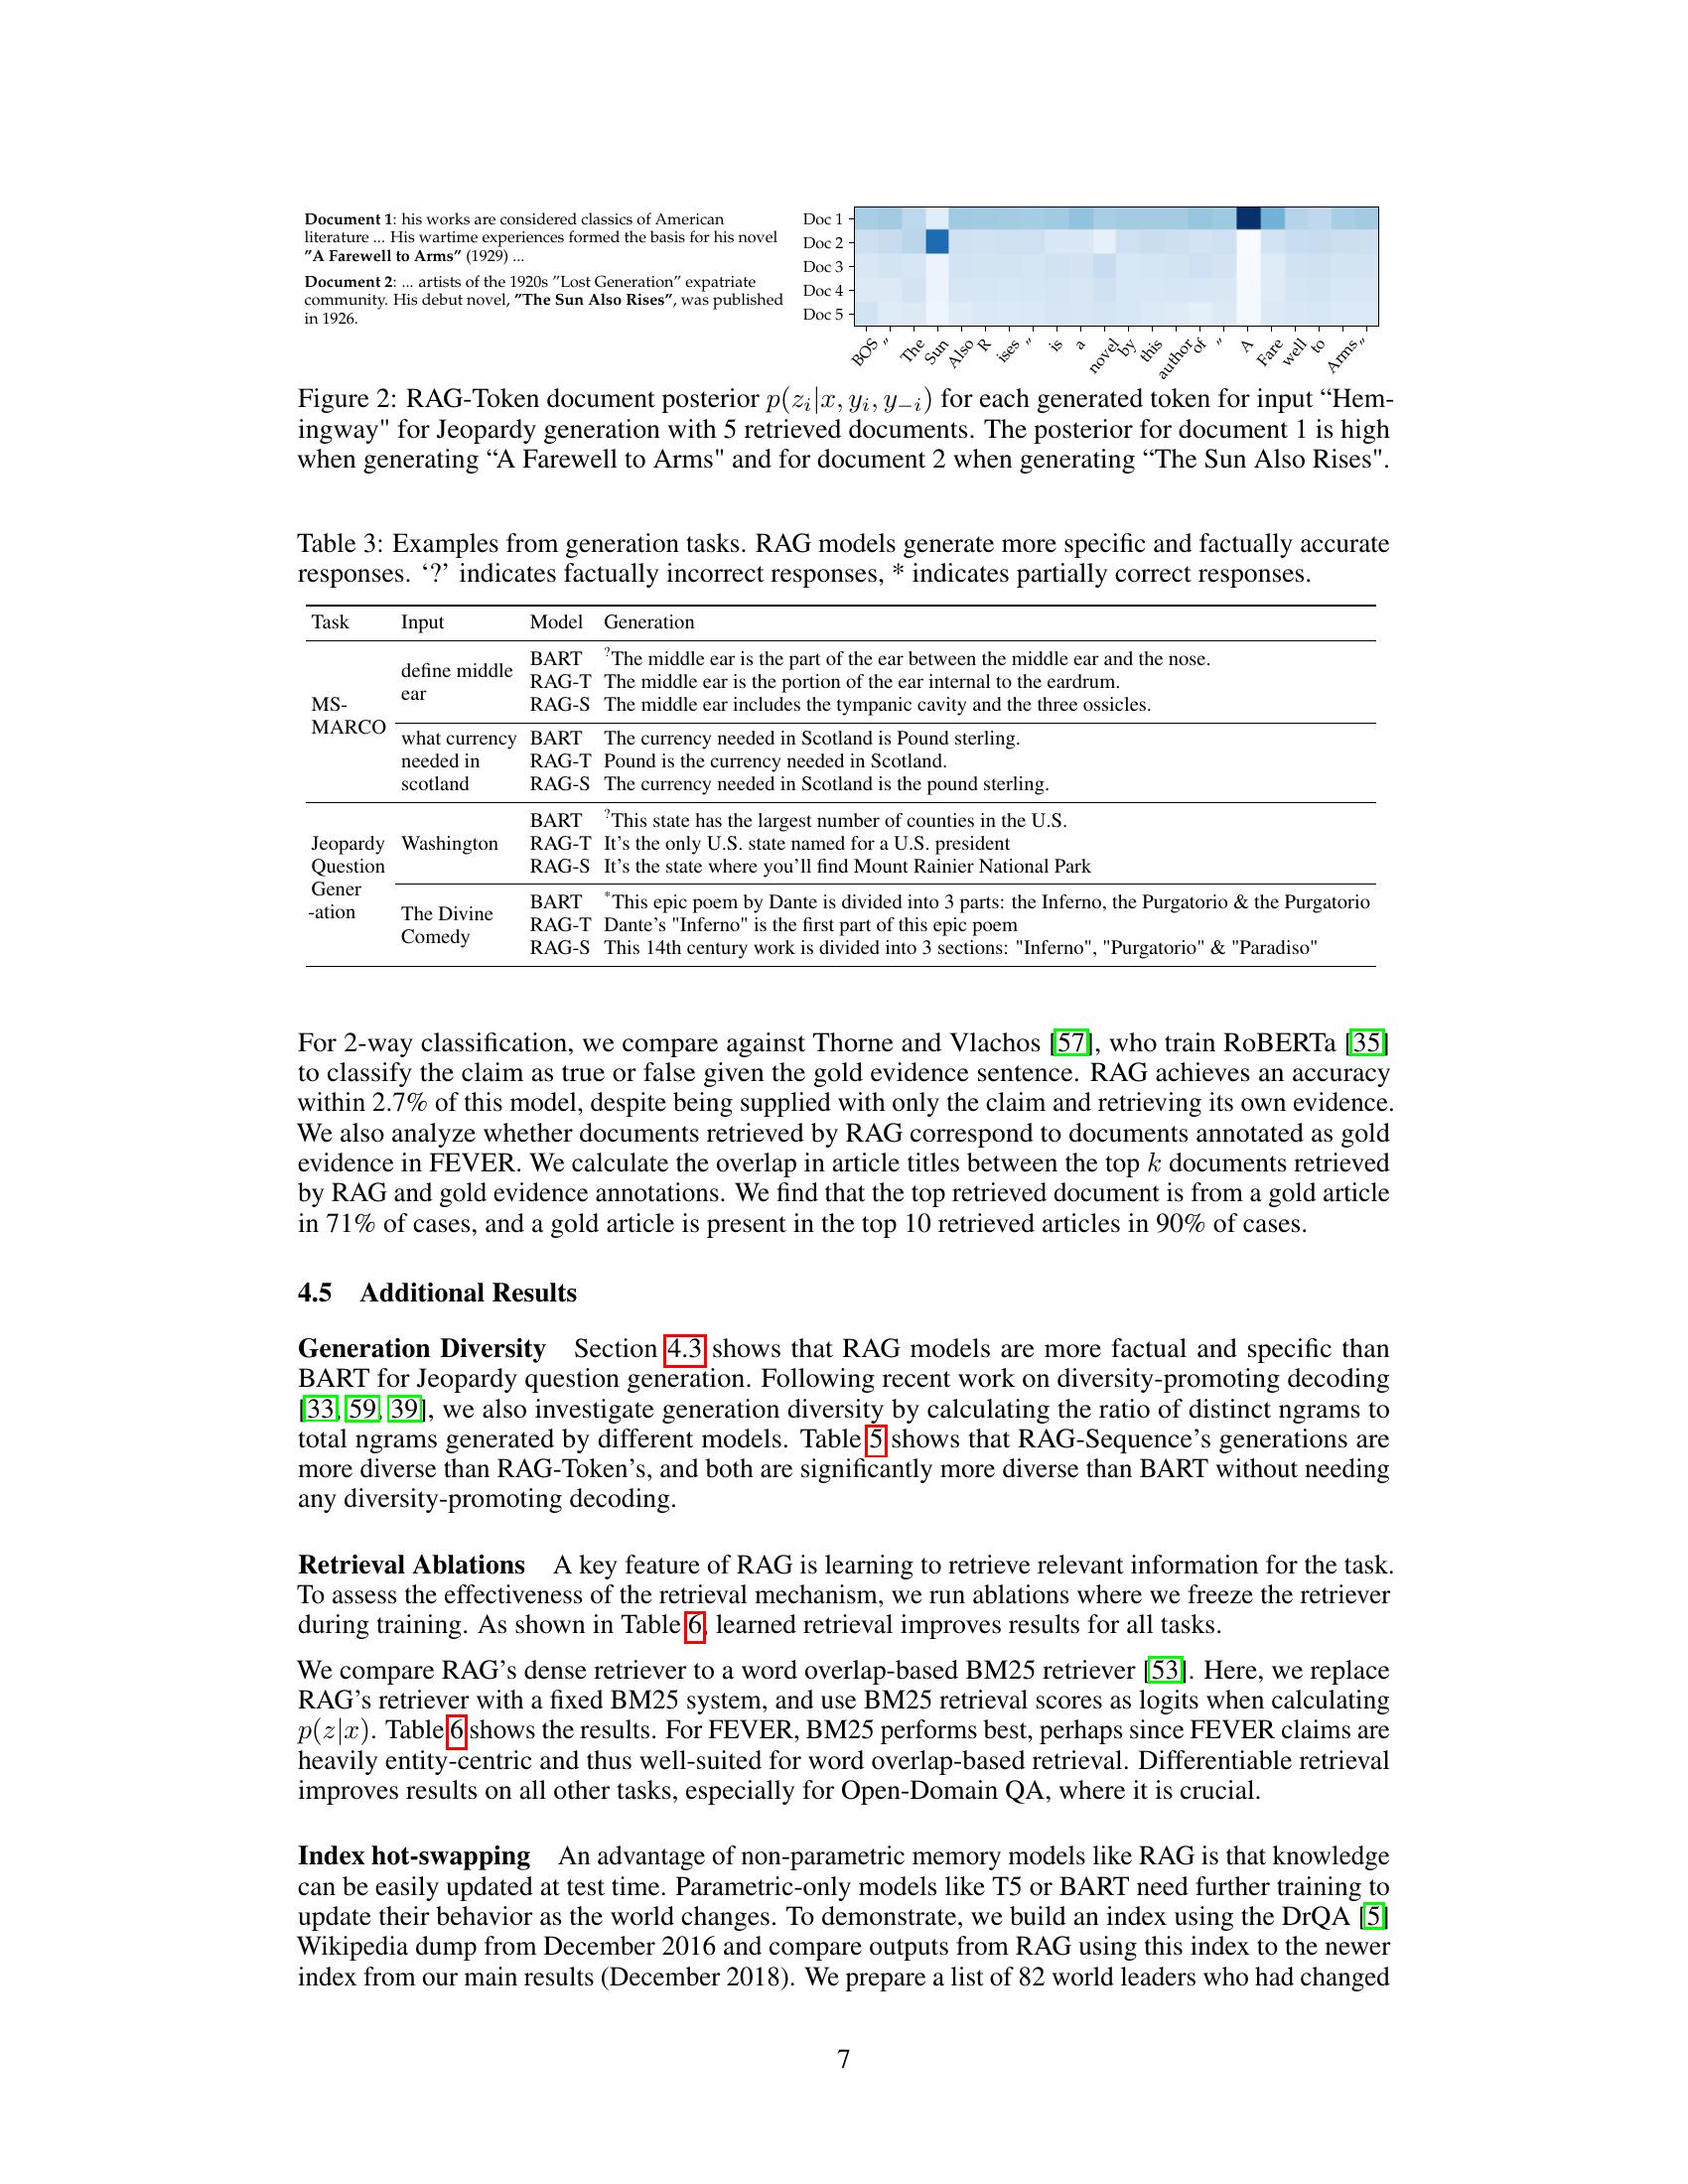 Document 1: his works are considered classics of American
literature ... His wartime experiences formed the basis for his novel
”A Farewell to Arms” (1929) ...
Document 2: ... artists of the 1920s ”Lost Generation” expatriate
community. His debut novel, ”The Sun Also Rises”, was published
in 1926.
Doc 1
Doc 2
Doc 3
Doc 4
Doc 5
BOS ” The Sun Also R ises ” is a novel by this author of ” A Fare well to Arms ”
Figure 2: RAG-Token document posterior p(z_i|x, y_i, y_{−i}) for each generated token for input “Hem-
ingway" for Jeopardy generation with 5 retrieved documents. The posterior for document 1 is high
when generating “A Farewell to Arms" and for document 2 when generating “The Sun Also Rises".
Table 3: Examples from generation tasks. RAG models generate more specific and factually accurate
responses. ‘?’ indicates factually incorrect responses, * indicates partially correct responses.
Task Input Model Generation
MS-
MARCO
define middle
ear
BART ?The middle ear is the part of the ear between the middle ear and the nose.
RAG-T The middle ear is the portion of the ear internal to the eardrum.
RAG-S The middle ear includes the tympanic cavity and the three ossicles.
what currency
needed in
scotland
BART The currency needed in Scotland is Pound sterling.
RAG-T Pound is the currency needed in Scotland.
RAG-S The currency needed in Scotland is the pound sterling.
Jeopardy
Question
Gener
-ation
Washington
BART ?This state has the largest number of counties in the U.S.
RAG-T It's the only U.S. state named for a U.S. president
RAG-S It's the state where you'll find Mount Rainier National Park
The Divine
Comedy
BART *This epic poem by Dante is divided into 3 parts: the Inferno, the Purgatorio & the Purgatorio
RAG-T Dante's "Inferno" is the first part of this epic poem
RAG-S This 14th century work is divided into 3 sections: "Inferno", "Purgatorio" & "Paradiso"
For 2-way classification, we compare against Thorne and Vlachos [57], who train RoBERTa [35]
to classify the claim as true or false given the gold evidence sentence. RAG achieves an accuracy
within 2.7% of this model, despite being supplied with only the claim and retrieving its own evidence.
We also analyze whether documents retrieved by RAG correspond to documents annotated as gold
evidence in FEVER. We calculate the overlap in article titles between the top k documents retrieved
by RAG and gold evidence annotations. We find that the top retrieved document is from a gold article
in 71% of cases, and a gold article is present in the top 10 retrieved articles in 90% of cases.
4.5 Additional Results
Generation Diversity Section 4.3 shows that RAG models are more factual and specific than
BART for Jeopardy question generation. Following recent work on diversity-promoting decoding
[33, 59, 39], we also investigate generation diversity by calculating the ratio of distinct ngrams to
total ngrams generated by different models. Table 5 shows that RAG-Sequence's generations are
more diverse than RAG-Token's, and both are significantly more diverse than BART without needing
any diversity-promoting decoding.
Retrieval Ablations A key feature of RAG is learning to retrieve relevant information for the task.
To assess the effectiveness of the retrieval mechanism, we run ablations where we freeze the retriever
during training. As shown in Table 6, learned retrieval improves results for all tasks.
We compare RAG's dense retriever to a word overlap-based BM25 retriever [53]. Here, we replace
RAG's retriever with a fixed BM25 system, and use BM25 retrieval scores as logits when calculating
p(z|x). Table 6 shows the results. For FEVER, BM25 performs best, perhaps since FEVER claims are
heavily entity-centric and thus well-suited for word overlap-based retrieval. Differentiable retrieval
improves results on all other tasks, especially for Open-Domain QA, where it is crucial.
Index hot-swapping An advantage of non-parametric memory models like RAG is that knowledge
can be easily updated at test time. Parametric-only models like T5 or BART need further training to
update their behavior as the world changes. To demonstrate, we build an index using the DrQA [5]
Wikipedia dump from December 2016 and compare outputs from RAG using this index to the newer
index from our main results (December 2018). We prepare a list of 82 world leaders who had changed
7